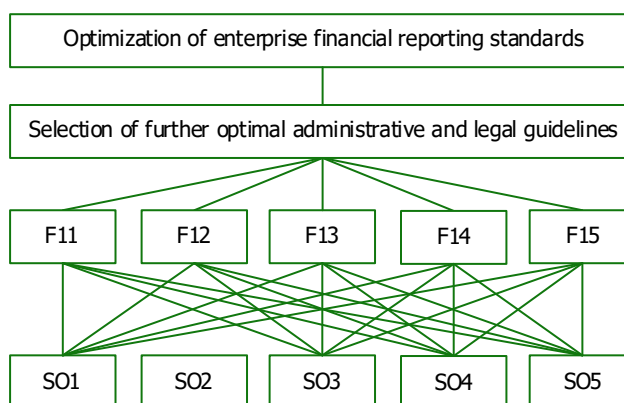 Optimization of enterprise financial reporting standards
Selection of further optimal administrative and legal guidelines
F11 F12 F13 F14 F15
SO1 SO2 SO3 SO4 SO5